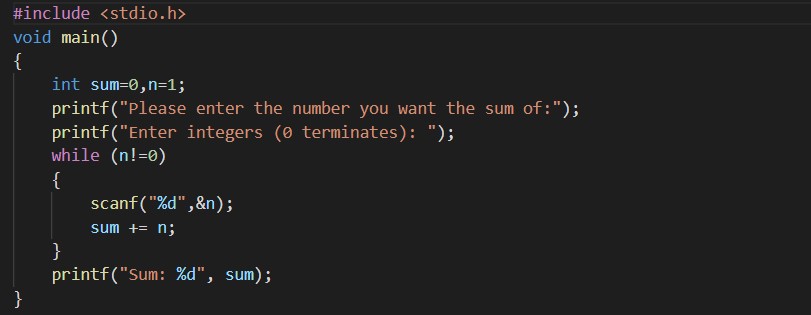 #include <stdio.h>
void main()
{
    int sum=0,n=1;
    printf("Please enter the number you want the sum of:");
    printf("Enter integers (0 terminates): ");
    while (n!=0)
    {
        scanf("%d",&n);
        sum += n;
    }
    printf("Sum: %d", sum);
}